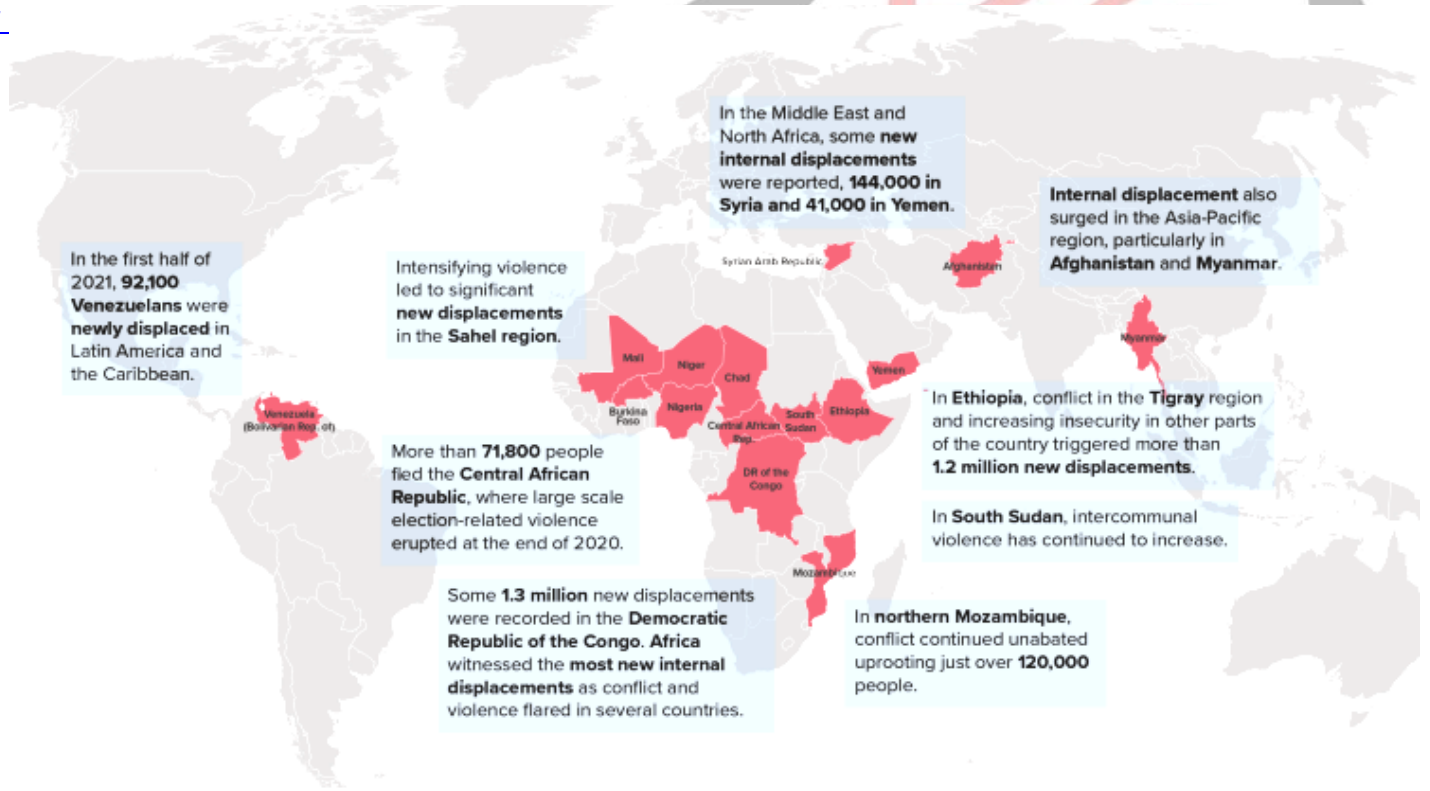 In the Middle East and
North Africa, some new
internal displacements
were reported, 144,000 in
Syria and 41,000 in Yemen.
Internal displacement also
surged in the Asia-Pacific
region, particularly in
Afghanistan and Myanmar.
In the first half of
2021, 92,100
Venezuelans were
newly displaced in
Latin America and
the Caribbean.
Intensifying violence
led to significant
new displacements
in the Sahel region.
Syrian Arab Republic
Afghanistan
Myanmar
Mali
Niger
Chad
Yemen
Burkina
Faso
Nigeria
Central African
Rep.
South
Sudan
Ethiopia
Venezuela
(Bolivarian Rep. of)
In Ethiopia, conflict in the Tigray region
and increasing insecurity in other parts
of the country triggered more than
1.2 million new displacements.
More than 71,800 people
fled the Central African
Republic, where large scale
election-related violence
erupted at the end of 2020.
DR of the
Congo
In South Sudan, intercommunal
violence has continued to increase.
Mozambique
Some 1.3 million new displacements
were recorded in the Democratic
Republic of the Congo. Africa
witnessed the most new internal
displacements as conflict and
violence flared in several countries.
In northern Mozambique,
conflict continued unabated
uprooting just over 120,000
people.